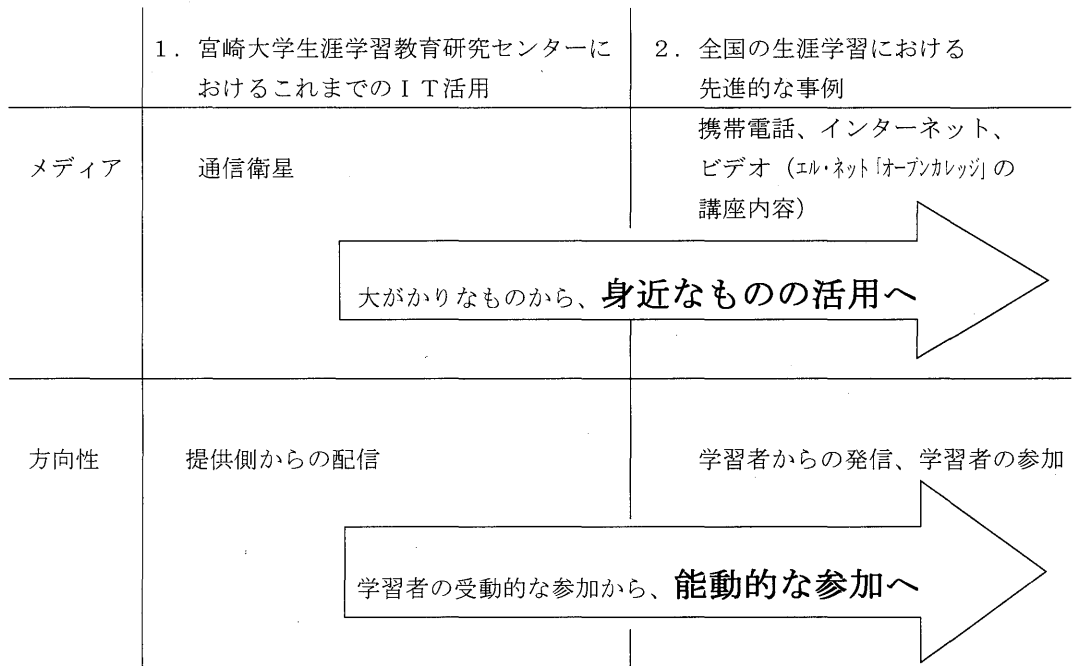 1．宮崎大学生涯学習教育研究センターに
おけるこれまでのＩＴ活用
2．全国の生涯学習における
先進的な事例
メディア
通信衛星
携帯電話、インターネット、
ビデオ（エル・ネット「オープンカレッジ」の
講座内容）
大がかりなものから、身近なものの活用へ
方向性
提供側からの配信
学習者からの発信、学習者の参加
学習者の受動的な参加から、能動的な参加へ